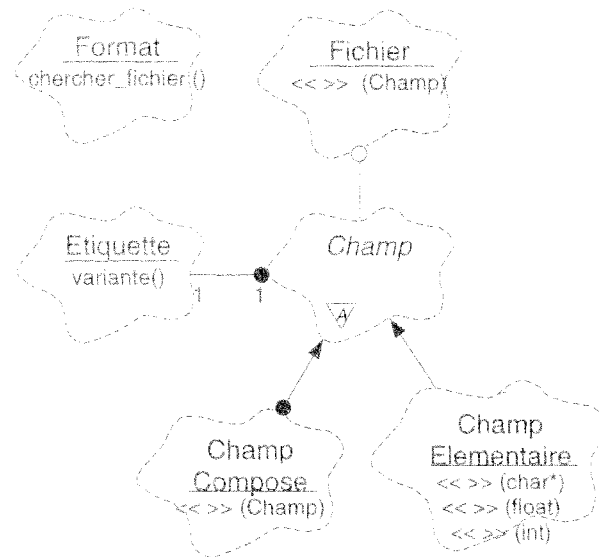 Format
chercher_fichier()
Fichier
<< >> (Champ)
Etiquette
variante()
1
1
Champ
A
Champ
Compose
<< >> (Champ)
Champ
Elementaire
<< >> (char*)
<< >> (float)
<< >> (int)